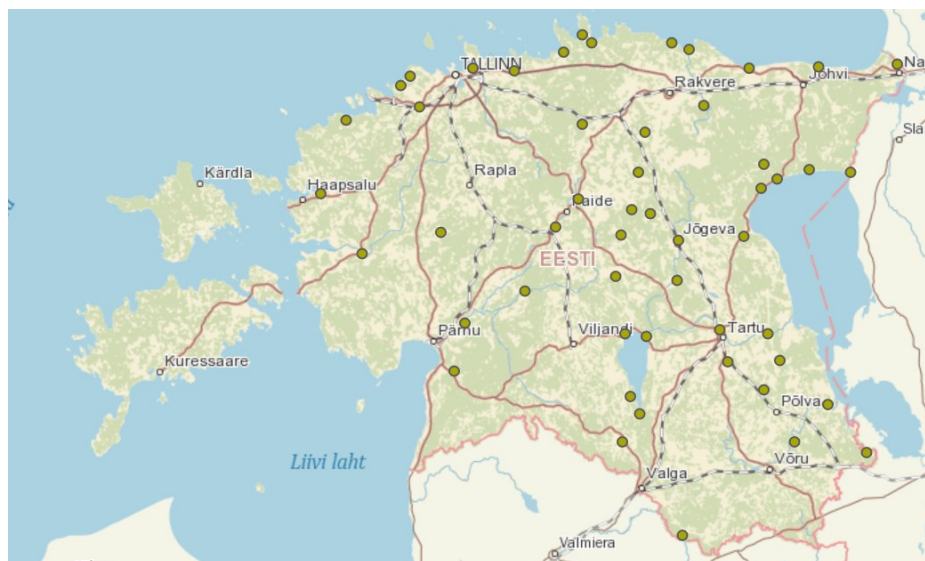 TALLINN
Jõhvi
Na
Rakvere
Sla
Rapla
Kärdla
Haapsalu
Paide
Jõgeva
EESTI
Pärnu
Viljandi
Tartu
Kuressaare
Põlva
Liivi laht
Võru
Valga
Valmiera